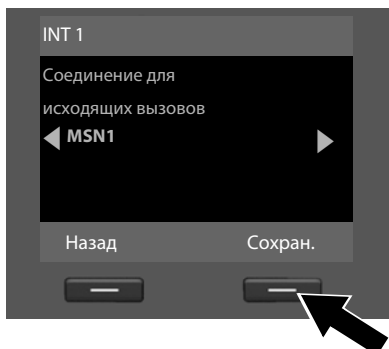 INT 1
Соединение для
исходящих вызовов
MSN1
Назад Сохран.